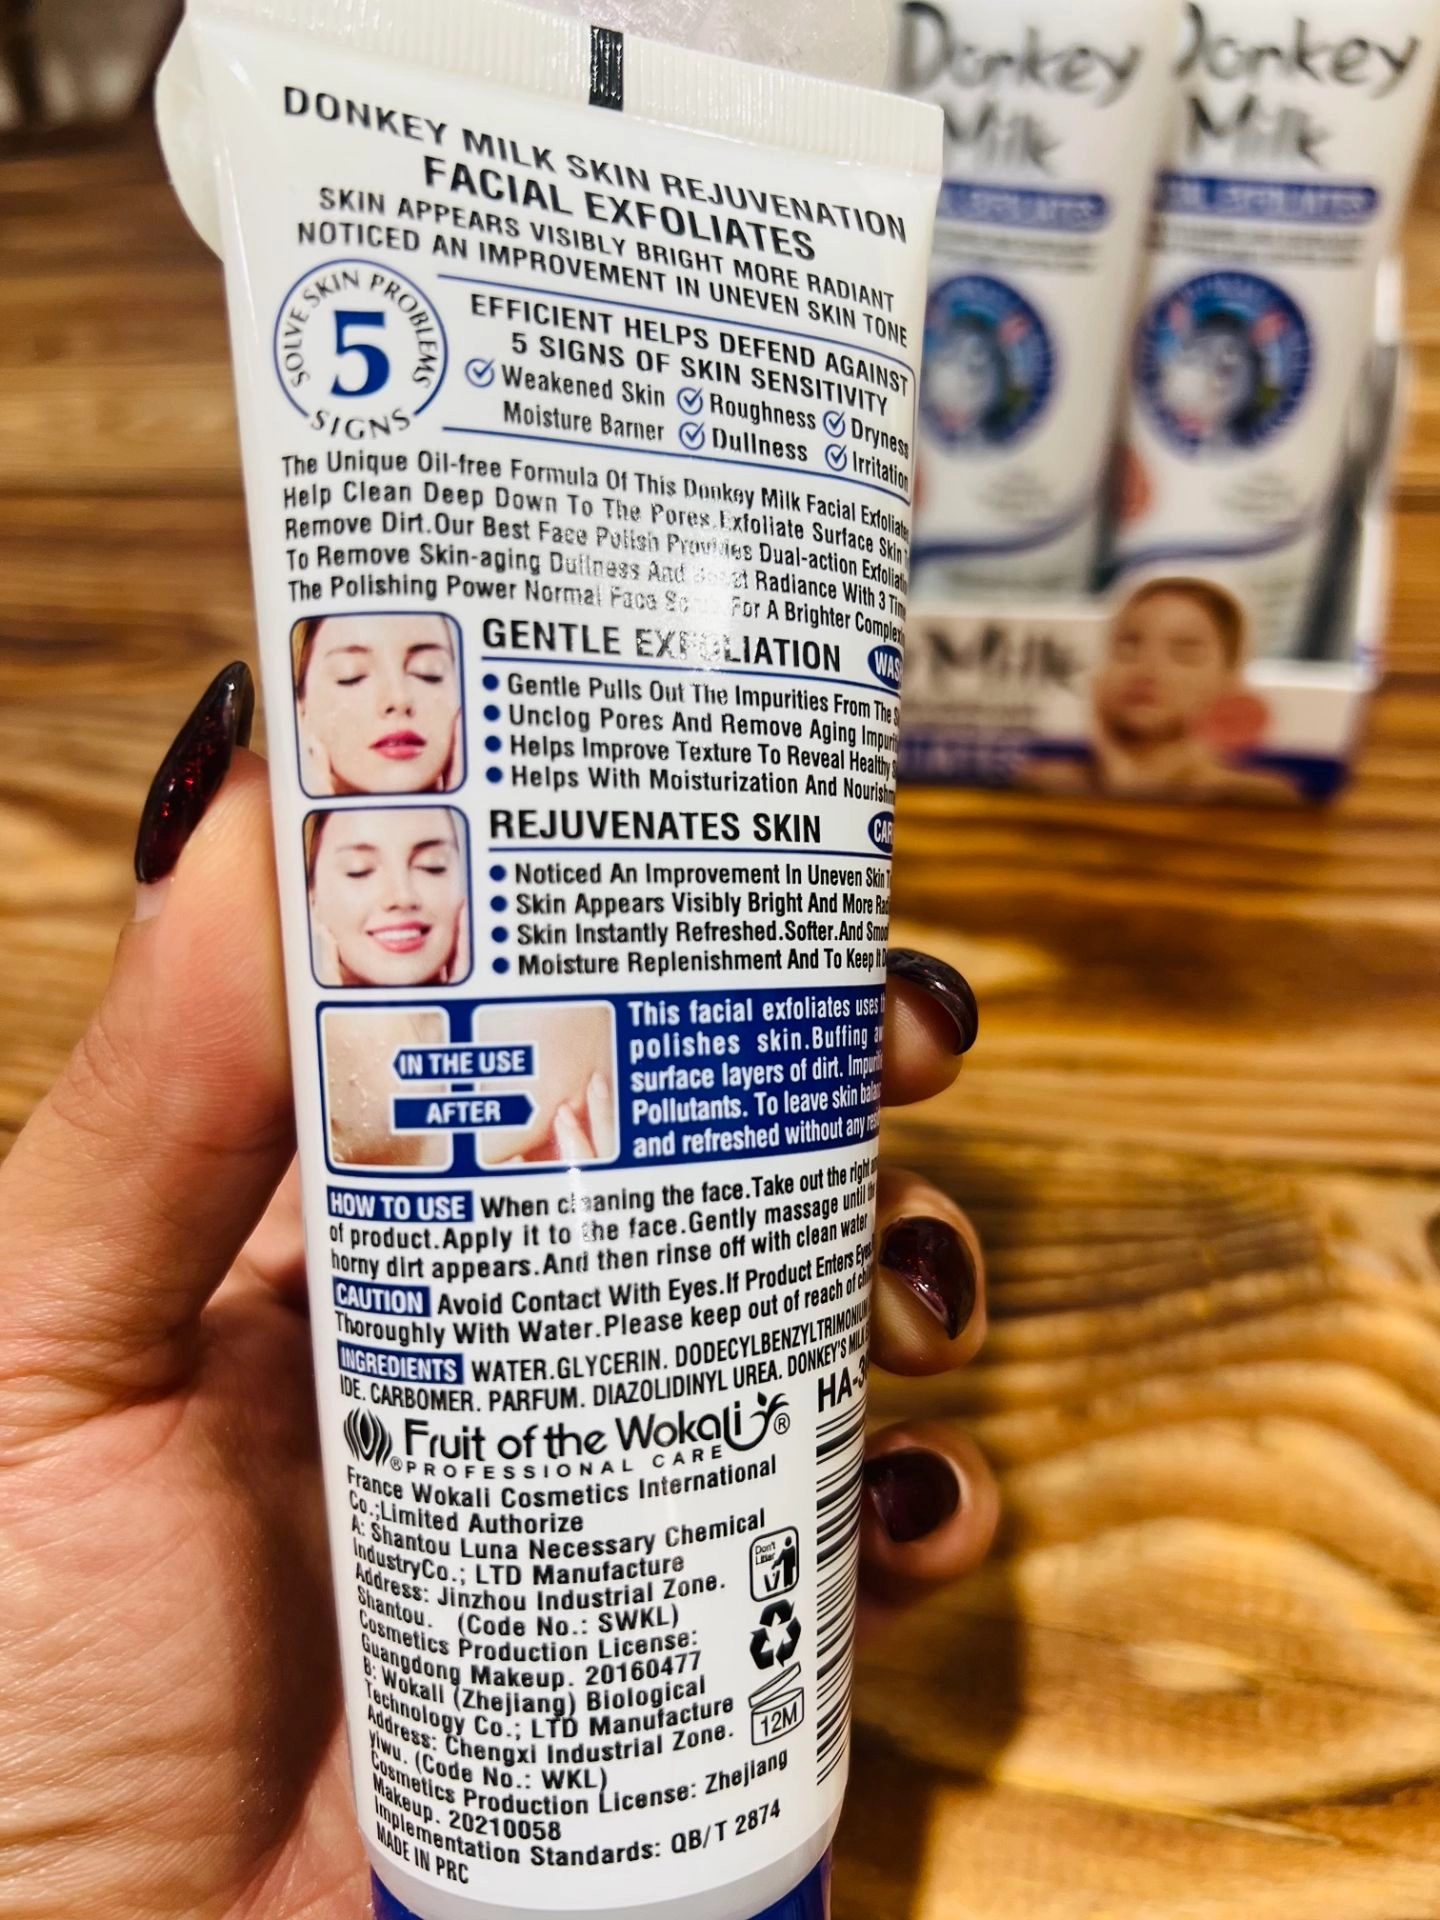 DONKEY MILK SKIN REJUVENATION
FACIAL EXFOLIATES
SKIN APPEARS VISIBLY BRIGHT MORE RADIANT
NOTICED AN IMPROVEMENT IN UNEVEN SKIN TONE
SOLVE SKIN PROBLEMS
5
SIGNS
EFFICIENT HELPS DEFEND AGAINST
5 SIGNS OF SKIN SENSITIVITY
Weakened Skin Roughness Dryness
Moisture Barner Dullness Irritation
The Unique Oil-free Formula Of This Donkey Milk Facial
Help Clean Deep Down To The Pores.Exfoliate Surface Skin
Remove Dirt.Our Best Face Polish Provides Dual-action
To Remove Skin-aging Dullness And Radiance With 3
The Polishing Power Normal Face For A Brighter
GENTLE EXFOLIATION
Gentle Pulls Out The Impurities From The
Unclog Pores And Remove Aging
Helps Improve Texture To Reveal Healthy
Helps With Moisturization And
REJUVENATES SKIN
Noticed An Improvement In Uneven Skin
Skin Appears Visibly Bright And More
Skin Instantly Refreshed.Softer.And
Moisture Replenishment And To Keep It
IN THE USE
AFTER
This facial exfoliates uses
polishes skin.Buffing
surface layers of dirt.
Pollutants. To leave skin
and refreshed without any
HOW TO USE When cleaning the face.Take out the right
of product.Apply it to the face.Gently massage until
horny dirt appears.And then rinse off with clean water
CAUTION Avoid Contact With Eyes.If Product Enters
Thoroughly With Water.Please keep out of reach of
INGREDIENTS WATER.GLYCERIN. DODECYLBENZYLTRIMONIUM
IDE. CARBOMER. PARFUM. DIAZOLIDINYL UREA. DONKEY'S MILK
HA-
Fruit of the Wokali ®
® PROFESSIONAL CARE
France Wokali Cosmetics International
Co.;Limited Authorize
A: Shantou Luna Necessary Chemical
IndustryCo.; LTD Manufacture
Address: Jinzhou Industrial Zone.
Shantou. (Code No.: SWKL)
Cosmetics Production License:
Guangdong Makeup. 20160477
B: Wokali (Zhejiang) Biological
Technology Co.; LTD Manufacture
Address: Chengxi Industrial Zone.
yiwu. (Code No.: WKL)
Cosmetics Production License: Zhejiang
Makeup. 20210058
Implementation Standards: QB/T 2874
MADE IN PRC
Don't
Litter
12M
Donkey
Milk
Donkey
Milk
Milk